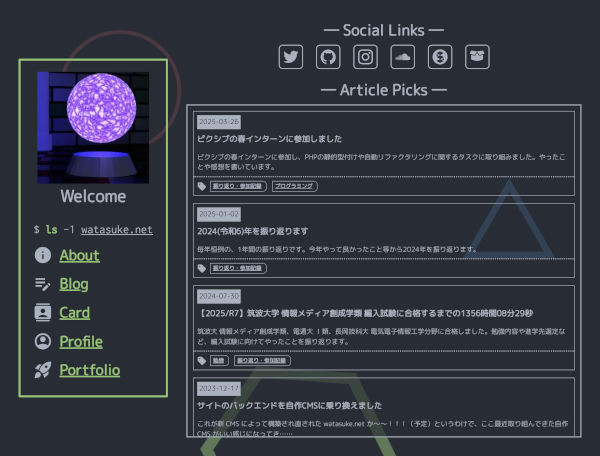 Welcome
$ ls -1 watasuke.net
About
Blog
Card
Profile
Portfolio
Social Links
Article Picks
2025-03-26
ピクシブの春インターンに参加しました
ピクシブの春インターンに参加し、PHPの静的型付けや自動リファクタリングに関するタスクに取り組みました。やったこ
とや感想を書いています。
振り返り・参加記録 プログラミング
2025-01-02
2024(令和6)年を振り返ります
毎年恒例の、1年間の振り返りです。今年やって良かったこと等から2024年を振り返ります。
振り返り・参加記録
2024-07-30
【2025/R7】筑波大学 情報メディア創成学類 編入試験に合格するまでの1356時間08分29秒
筑波大 情報メディア創成学類、電通大 Ⅰ類、長岡技科大 電気電子情報工学分野に合格しました。勉強内容や進学先選定な
ど、編入試験に向けてやったことを振り返ります。
勉強 振り返り・参加記録
2023-12-17
サイトのバックエンドを自作CMSに乗り換えました
これが新 CMS によって構築され直された watasuke.net か〜〜！！！（予定）というわけで、ここ最近取り組んできた自作
CMS がいい感じになってき……